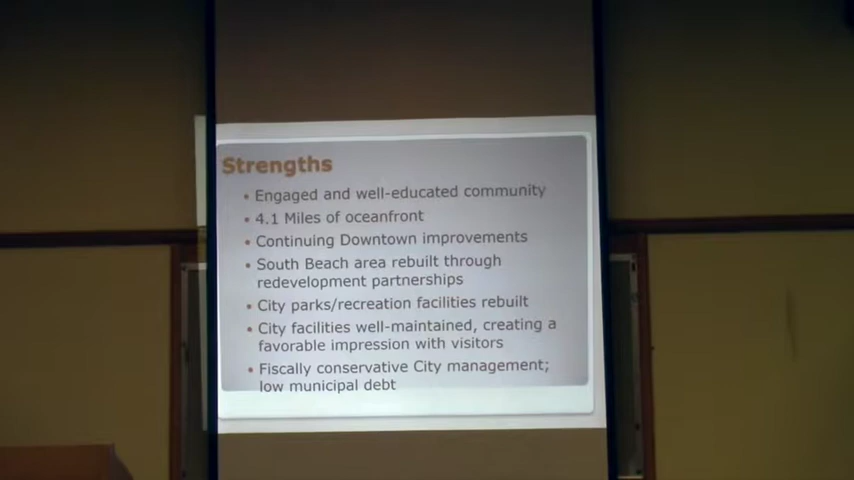 Strengths
• Engaged and well-educated community
• 4.1 Miles of oceanfront
• Continuing Downtown improvements
• South Beach area rebuilt through
redevelopment partnerships
• City parks/recreation facilities rebuilt
• City facilities well-maintained, creating a
favorable impression with visitors
• Fiscally conservative City management;
low municipal debt